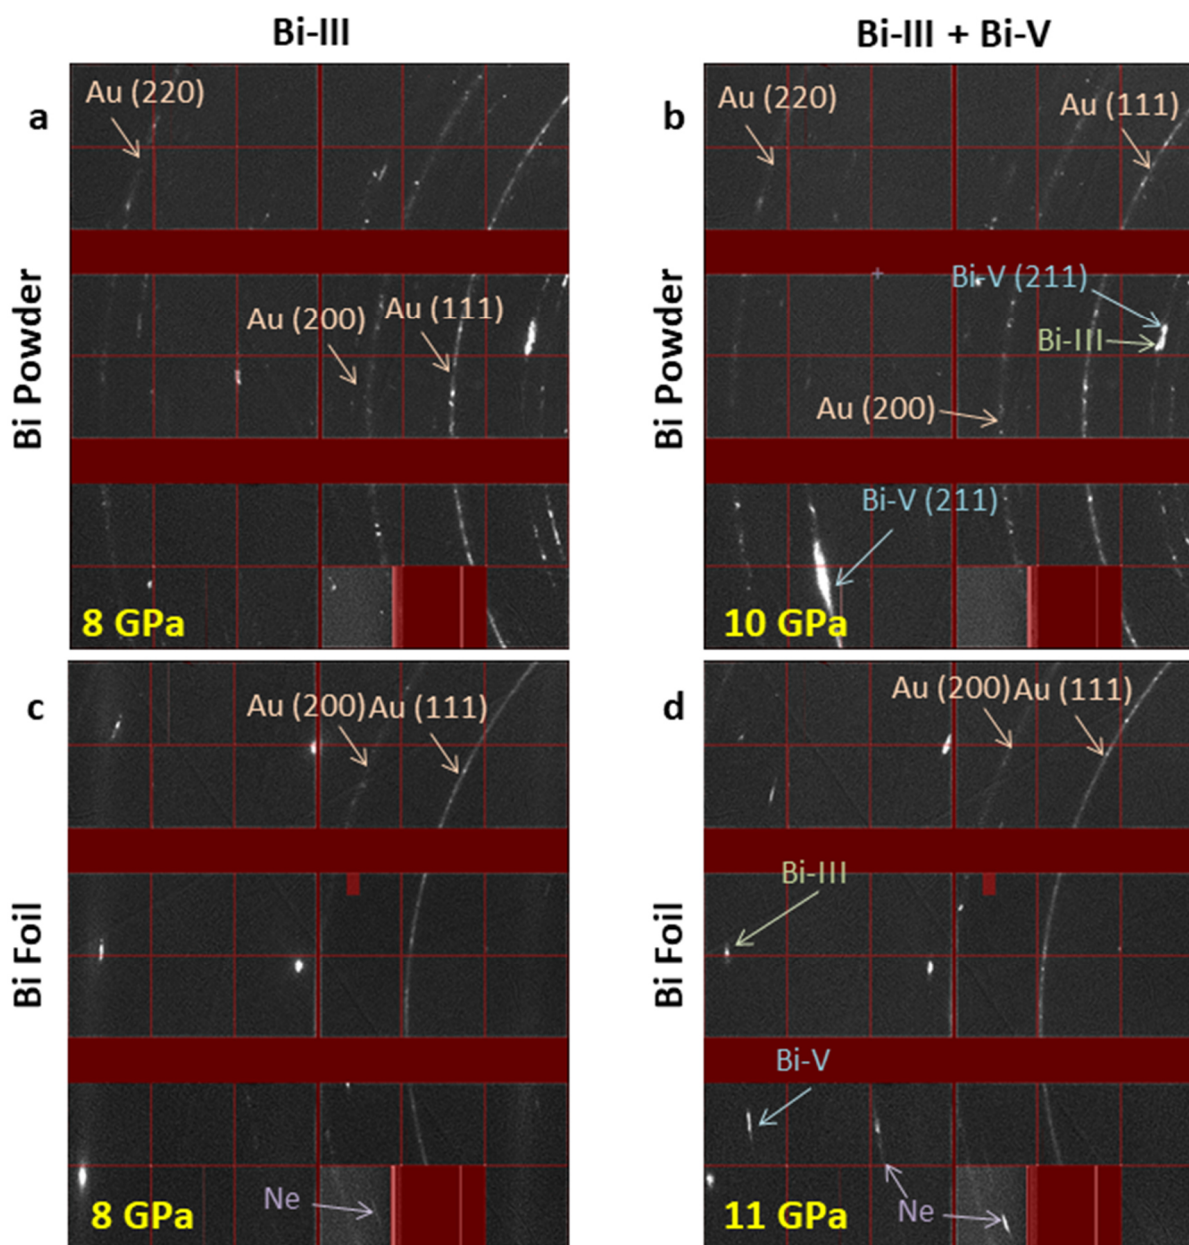 Bi-III
Bi-III + Bi-V
a
Au (220)
Au (200)
Au (111)
8 GPa
b
Au (220)
Au (111)
Bi-V (211)
Bi-III
Au (200)
Bi-V (211)
10 GPa
Bi Powder
Bi Powder
c
Au (200) Au (111)
Ne
8 GPa
d
Au (200) Au (111)
Bi-III
Bi-V
Ne
11 GPa
Bi Foil
Bi Foil